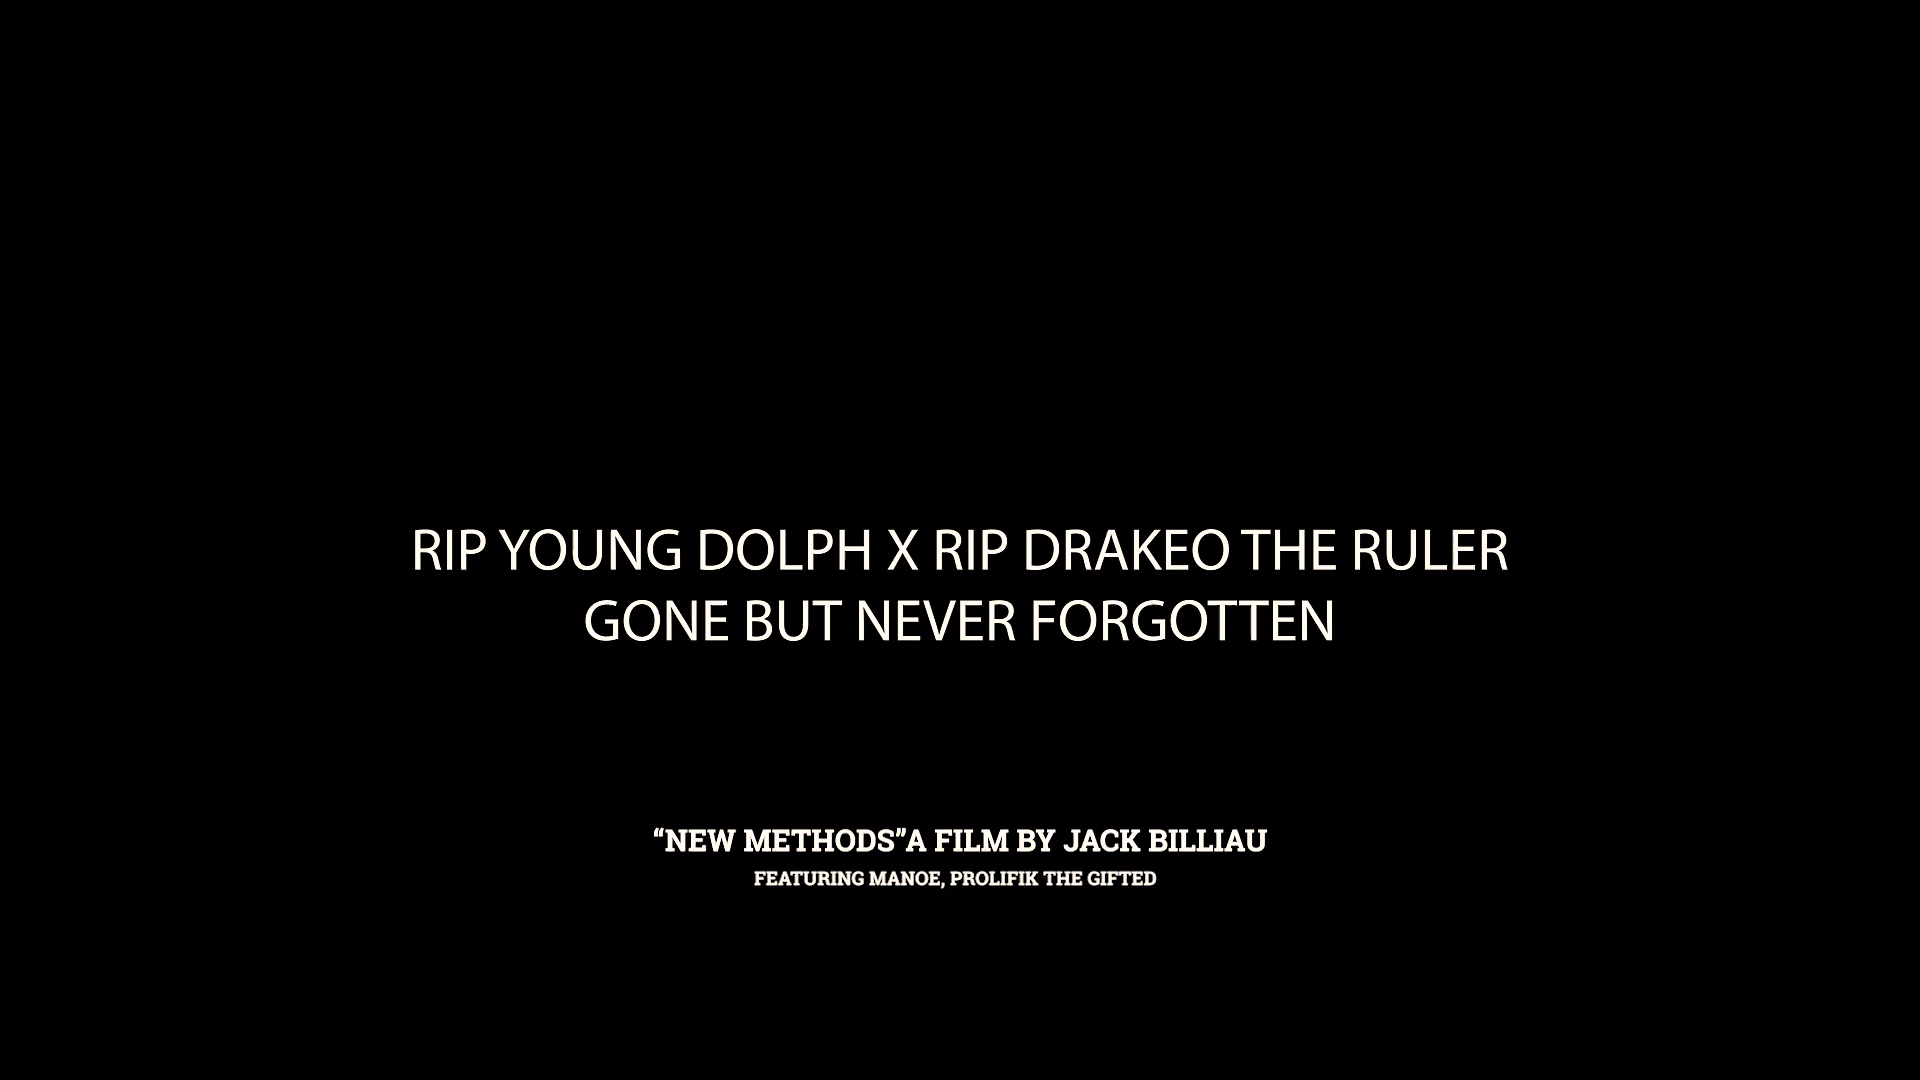 RIP YOUNG DOLPH X RIP DRAKEO THE RULER
GONE BUT NEVER FORGOTTEN
“NEW METHODS”A FILM BY JACK BILLIAU
FEATURING MANOE, PROLIFIK THE GIFTED